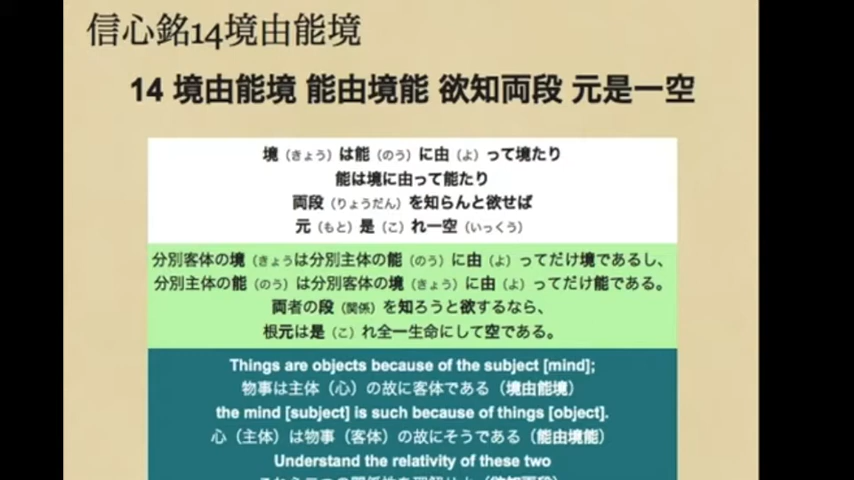 信心銘14境由能境
14 境由能境 能由境能 欲知両段 元是一空
境（きょう）は能（のう）に由（よ）って境たり
能は境に由って能たり
両段（りょうだん）を知らんと欲せば
元（もと）是（こ）れ一空（いっくう）
分別客体の境（きょうは分別主体の能（のう）に由（よ）ってだけ境であるし、
分別主体の能（のう）は分別客体の境（きょう）に由（よ）ってだけ能である。
両者の段（関係）を知ろうと欲するなら、
根元は是（こ）れ全一生命にして空である。
Things are objects because of the subject [mind];
物事は主体（心）の故に客体である（境由能境）
the mind [subject] is such because of things [object].
心（主体）は物事（客体）の故にそうである（能由境能）
Understand the relativity of these two